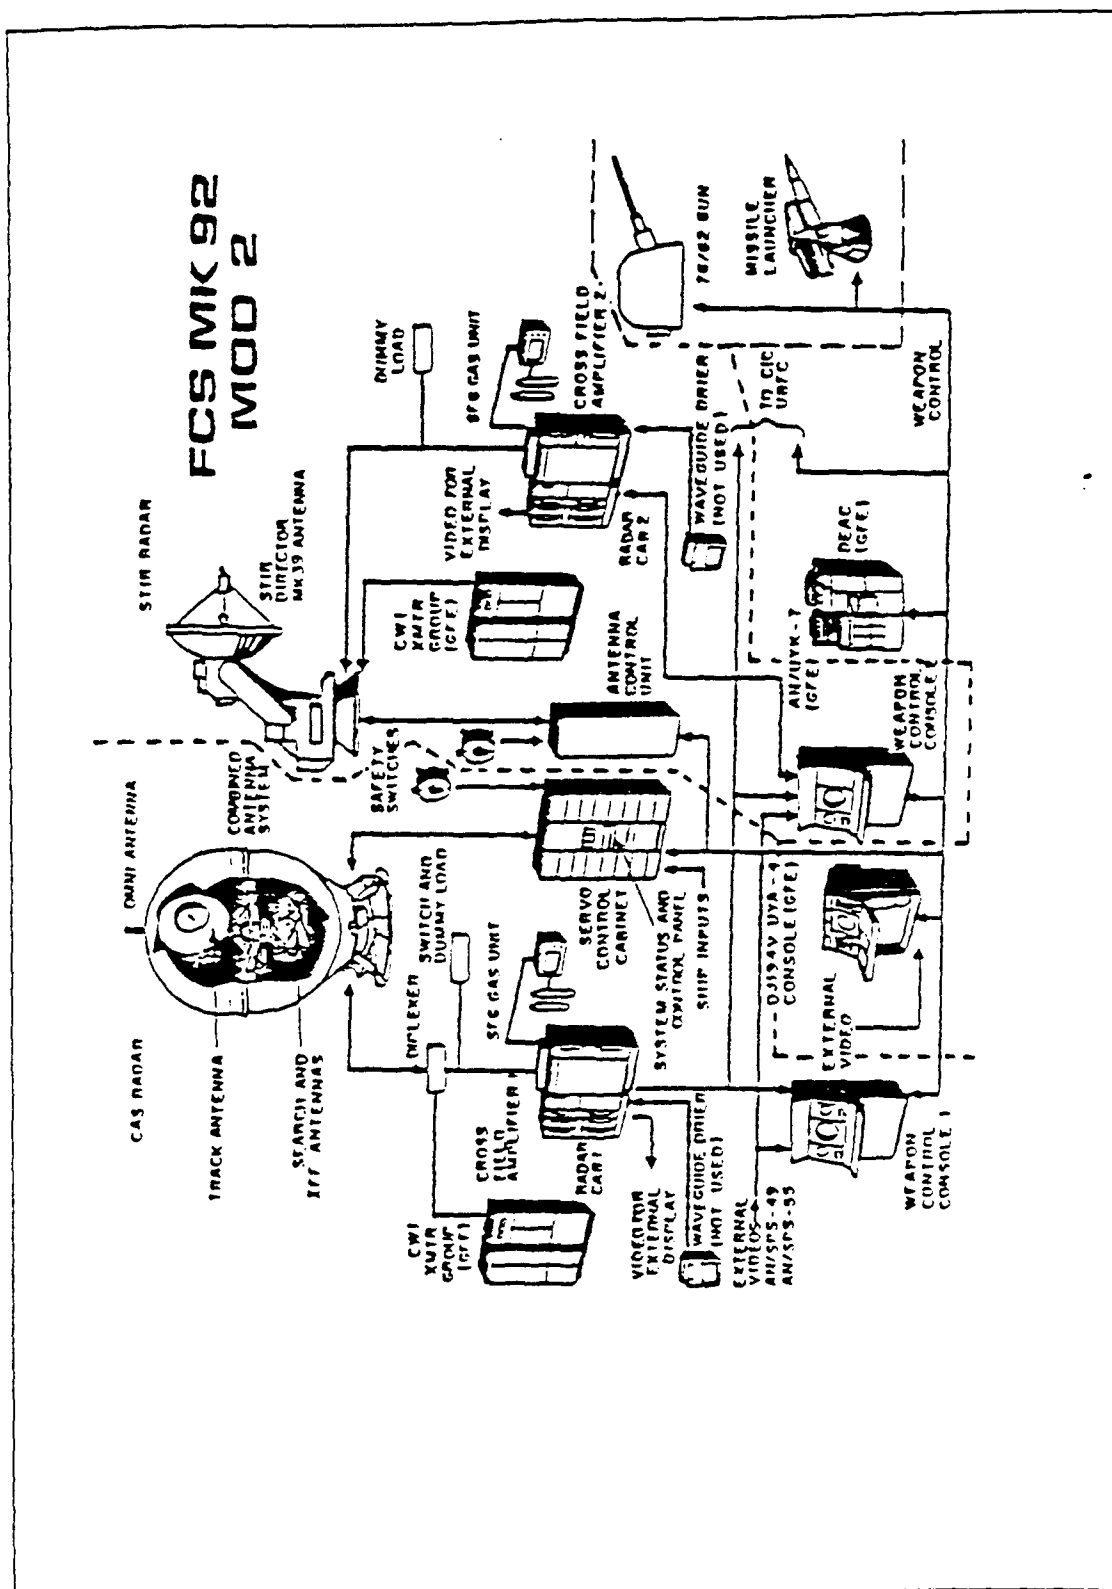 FCS MK 92
MOD 2
CAS RADAR
OMNI ANTENNA
STIR RADAR
TRACK ANTENNA
SEARCH AND
IFF ANTENNAS
COMBINED
ANTENNA
SYSTEM
STIR
DIRECTOR
MK 39 ANTENNA
DIPLEXER
SWITCH AND
DUMMY LOAD
SAFETY
SWITCHES
DUMMY
LOAD
CWI
XMTR
GROUP
(GFE)
CROSS
FIELD
AMPLIFIER 1
SF6 GAS UNIT
CWI
XMTR
GROUP
(GFE)
VIDEO FOR
EXTERNAL
DISPLAY
SF6 GAS UNIT
RADAR
CAB 1
SERVO
CONTROL
CABINET
ANTENNA
CONTROL
UNIT
RADAR
CAB 2
CROSS FIELD
AMPLIFIER 2
VIDEO FOR
EXTERNAL
DISPLAY
WAVEGUIDE DRIER
(NOT USED)
SYSTEM STATUS AND
CONTROL PANEL
SHIP INPUTS
WAVEGUIDE DRIER
(NOT USED)
76/62 GUN
EXTERNAL
VIDEOS
AN/SPS-49
AN/SPS-55
OJ194V UYA-4
CONSOLE (GFE)
EXTERNAL
VIDEO
AN/UYK-7
(GFE)
DEAC
(GFE)
TO CIC
MISSILE
LAUNCHER
WEAPON
CONTROL
CONSOLE 1
WEAPON
CONTROL
CONSOLE 2
WEAPON
CONTROL